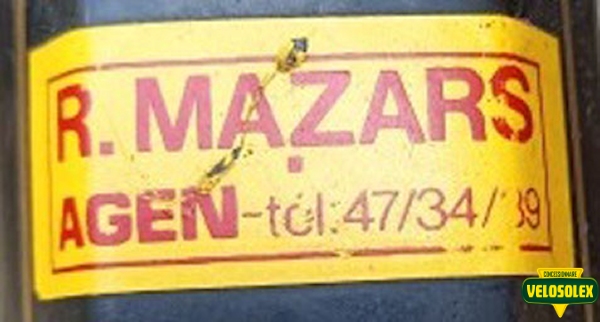 R. MAZARS
AGEN-tél:47/34/
CONCESSIONNAIRE
VELOSOLEX